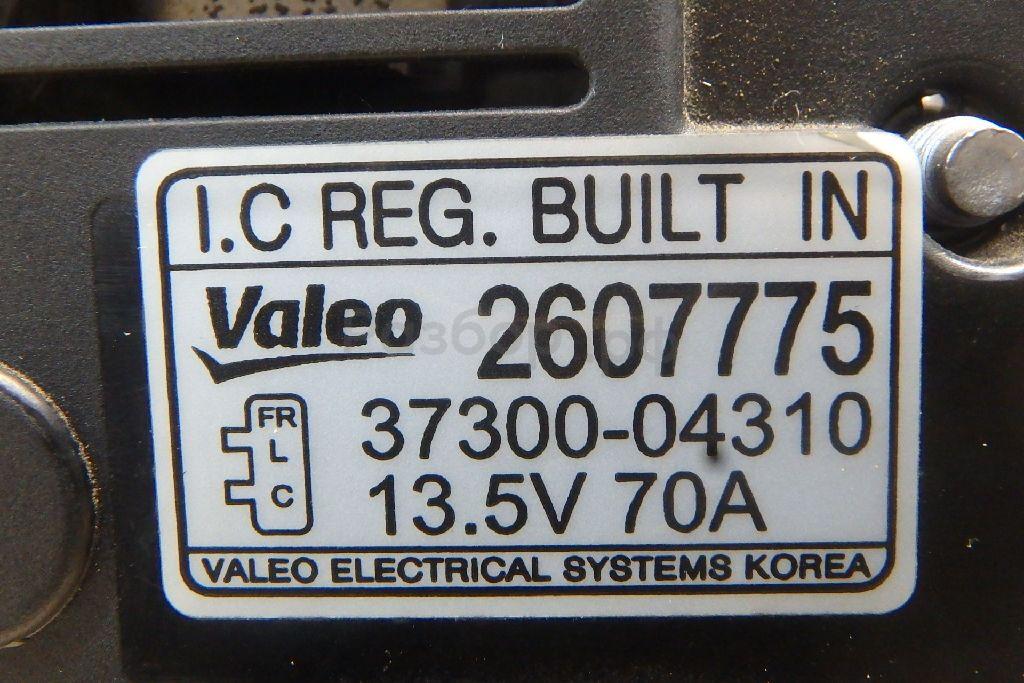 I.C REG. BUILT IN
Valeo 2607775
FR
L
C
37300-04310
13.5V 70A
VALEO ELECTRICAL SYSTEMS KOREA